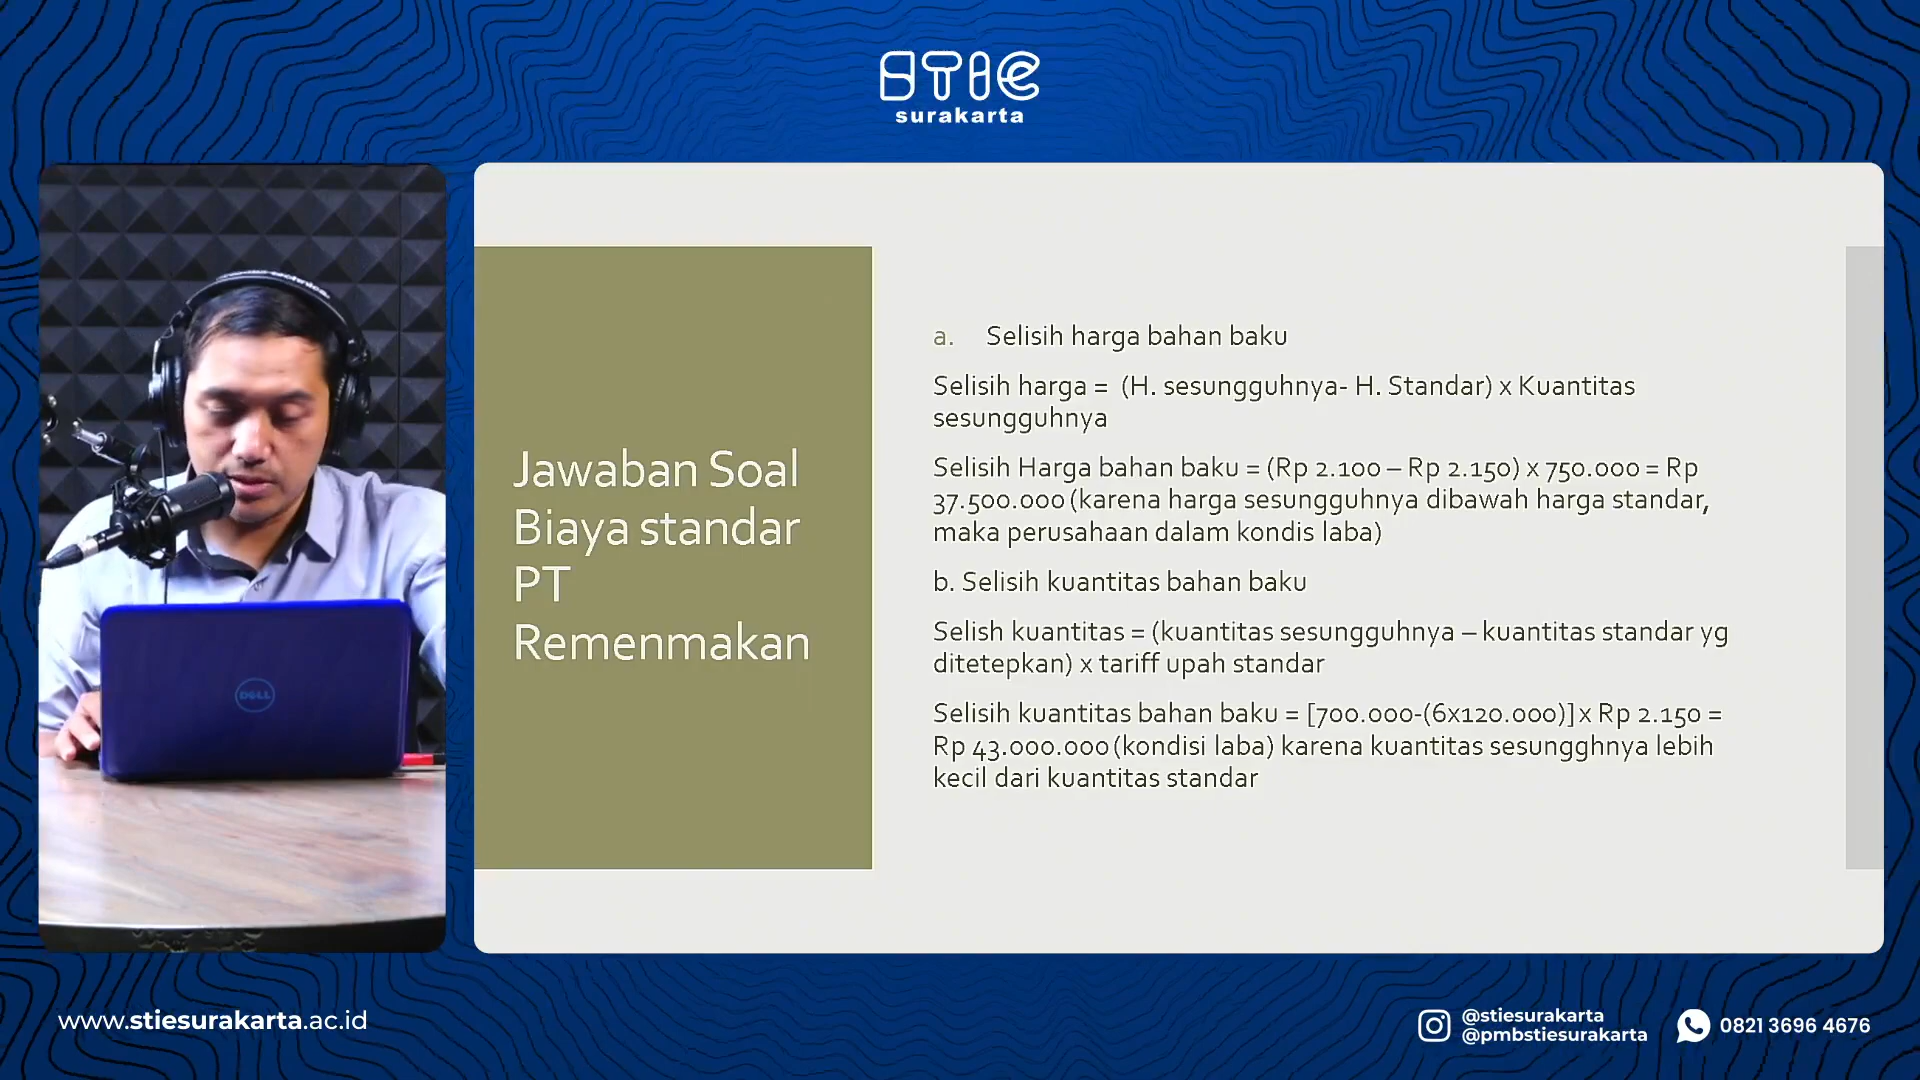 STIE
surakarta
Jawaban Soal
Biaya standar
PT
Remenmakan
a. Selisih harga bahan baku
Selisih harga = (H. sesungguhnya- H. Standar) x Kuantitas
sesungguhnya
Selisih Harga bahan baku = (Rp 2.100 – Rp 2.150) x 750.000 = Rp
37.500.000 (karena harga sesungguhnya dibawah harga standar,
maka perusahaan dalam kondis laba)
b. Selisih kuantitas bahan baku
Selish kuantitas = (kuantitas sesungguhnya – kuantitas standar yg
ditetepkan) x tariff upah standar
Selisih kuantitas bahan baku = [700.000-(6x120.000)] x Rp 2.150 =
Rp 43.000.000 (kondisi laba) karena kuantitas sesungghnya lebih
kecil dari kuantitas standar
DELL
www.stiesurakarta.ac.id
@stiesurakarta
@pmbstiesurakarta
0821 3696 4676